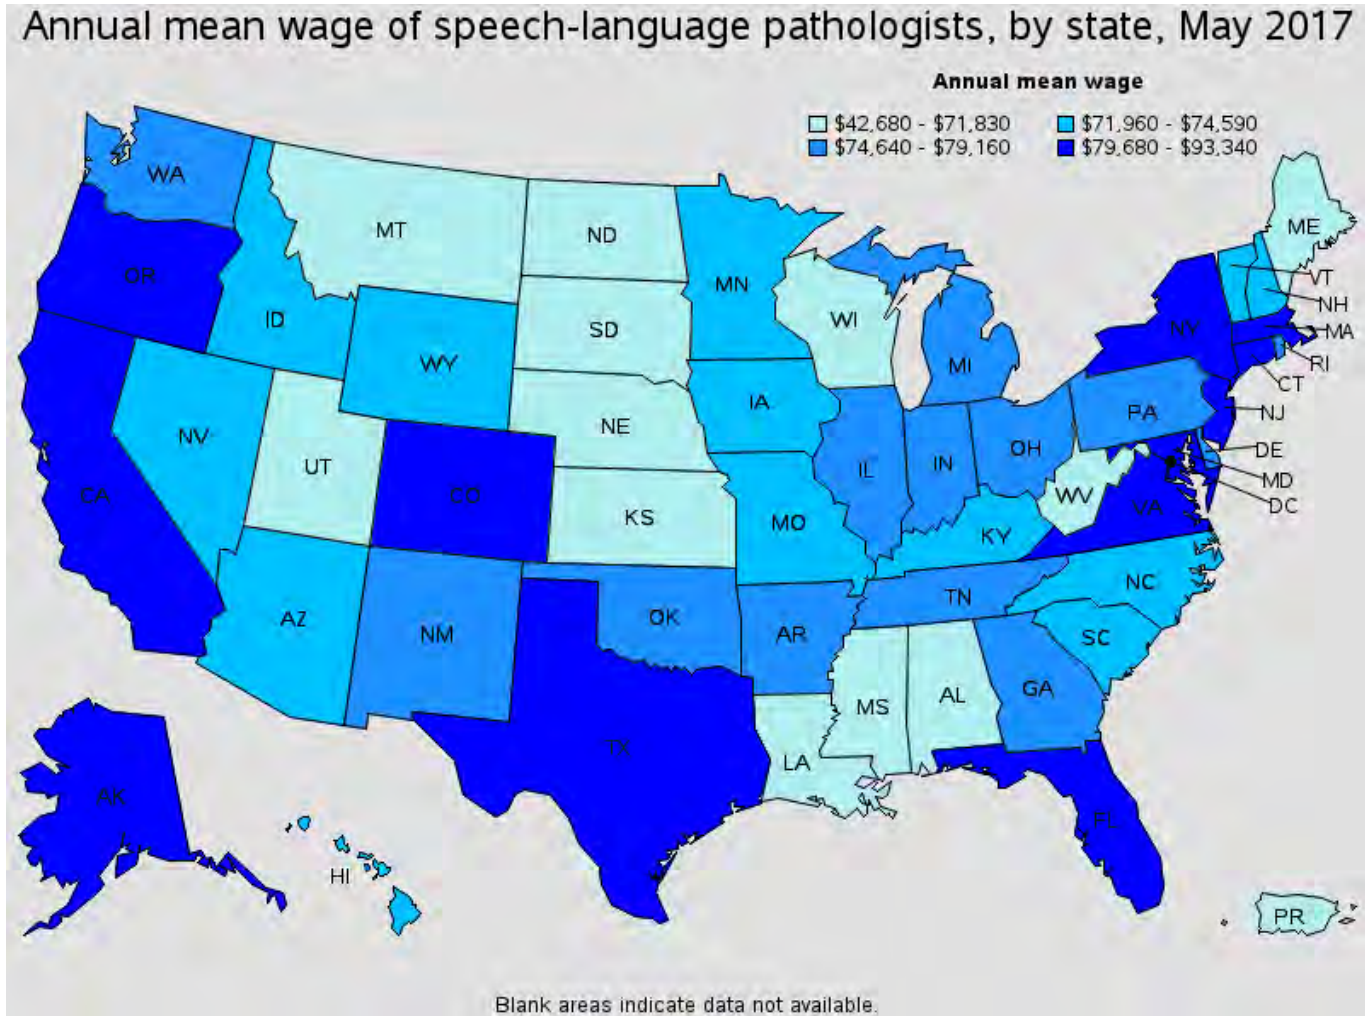 Annual mean wage of speech-language pathologists, by state, May 2017
Annual mean wage
$42,680 - $71,830 $71,960 - $74,590
$74,640 - $79,160 $79,680 - $93,340
WA
MT
ND
MN
ME
OR
ID
SD
WI
VT
NH
WY
MI
NY
MA
RI
CT
NV
UT
NE
IA
PA
NJ
CA
CO
KS
IL
IN
OH
DE
MD
DC
MO
WV
VA
KY
AZ
NM
OK
AR
TN
NC
SC
MS
AL
GA
TX
LA
AK
FL
HI
PR
Blank areas indicate data not available.